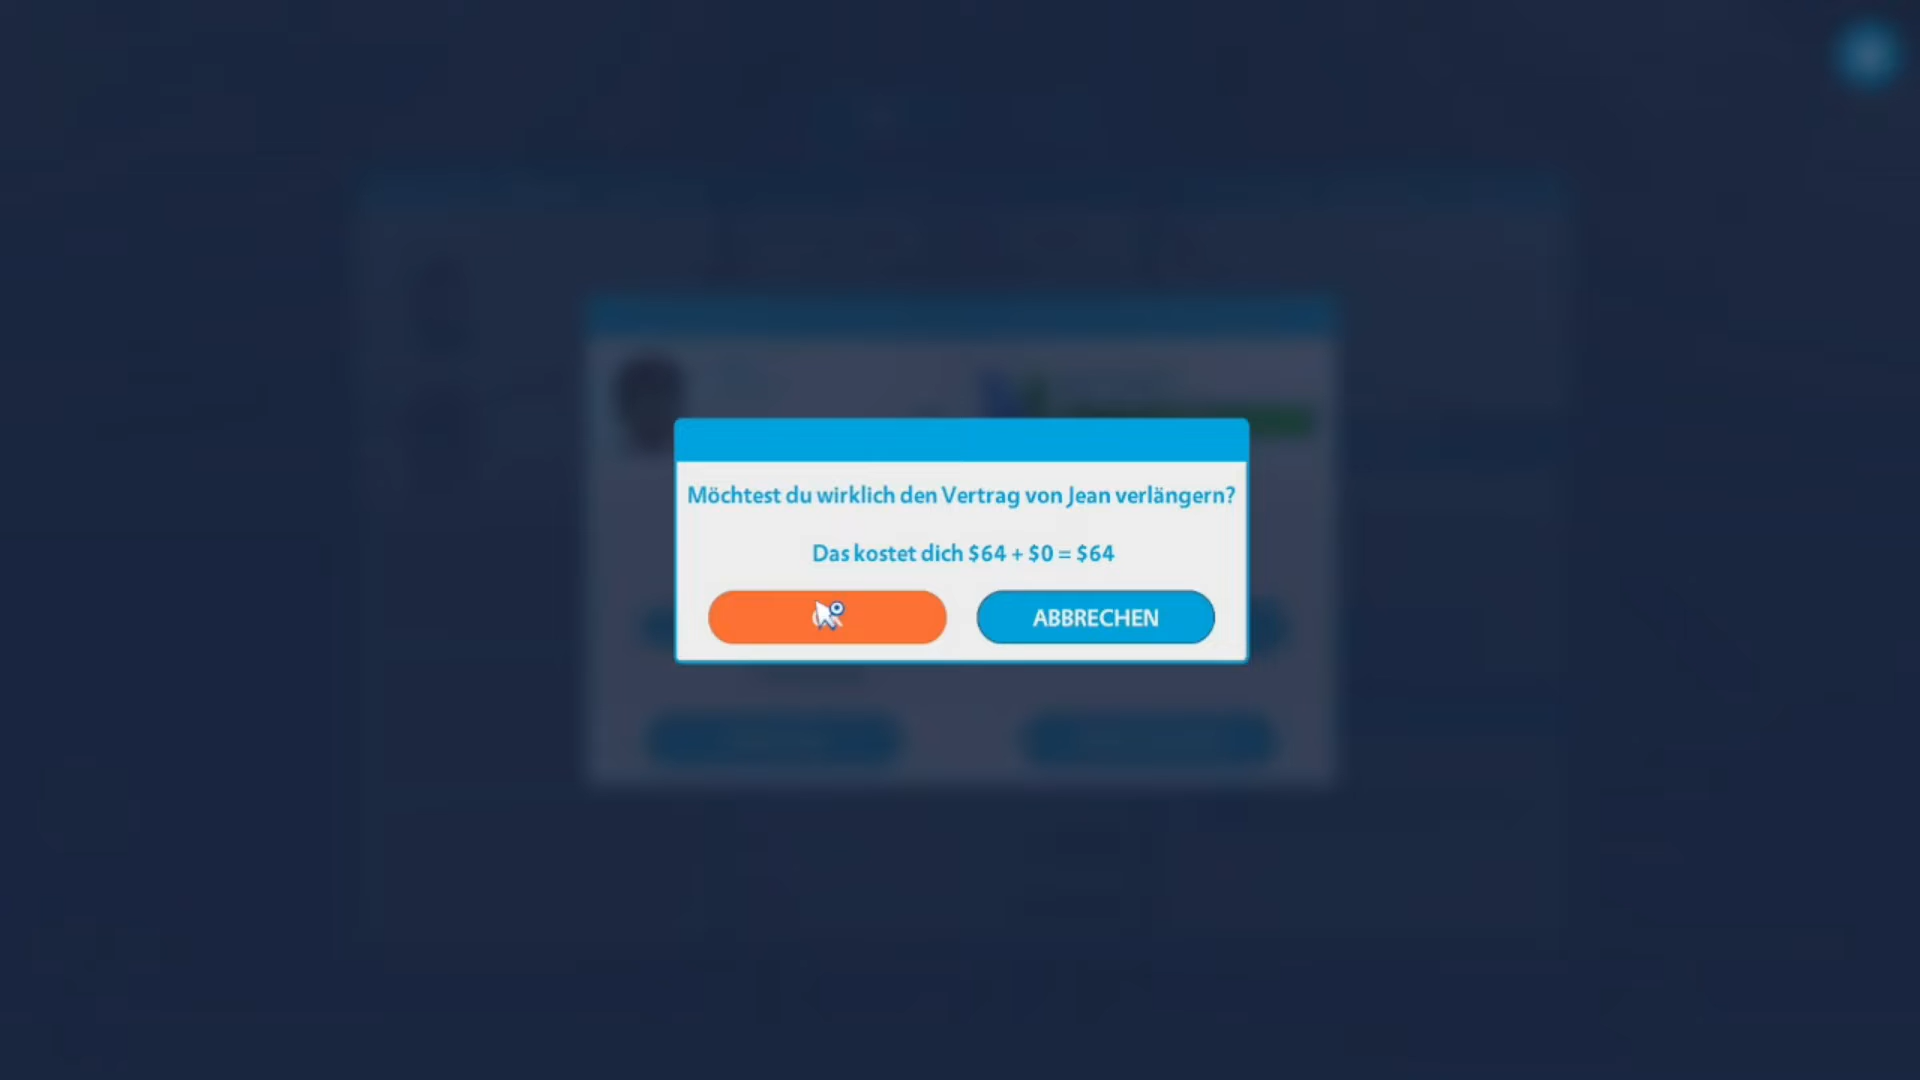 Möchtest du wirklich den Vertrag von Jean verlängern?
Das kostet dich $64 + $0 = $64
ABBRECHEN